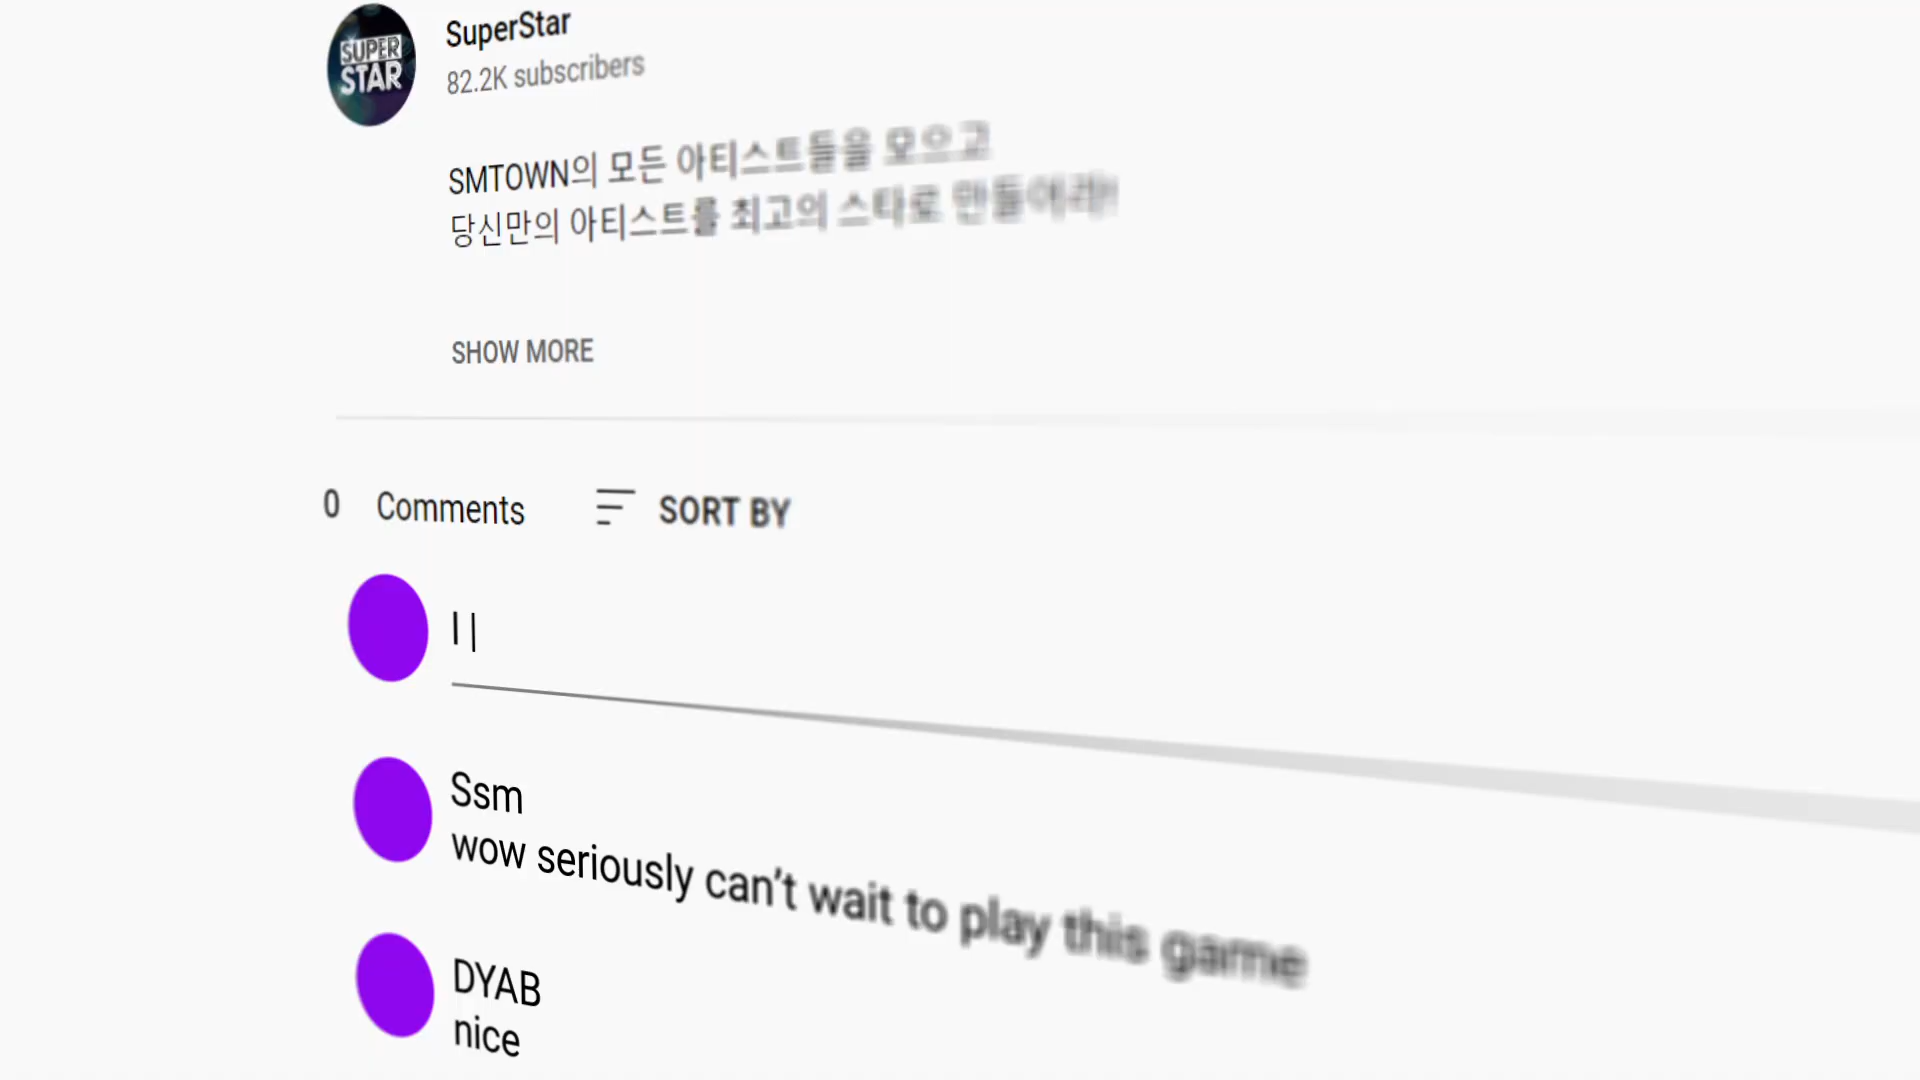 SUPER
STAR
SuperStar
82.2K subscribers
SMTOWN의 모든 아티스트들을 모으고
당신만의 아티스트를 최고의 스타로 만들어라!
SHOW MORE
0 Comments SORT BY
I |
Ssm
wow seriously can't wait to play this game
DYAB
nice